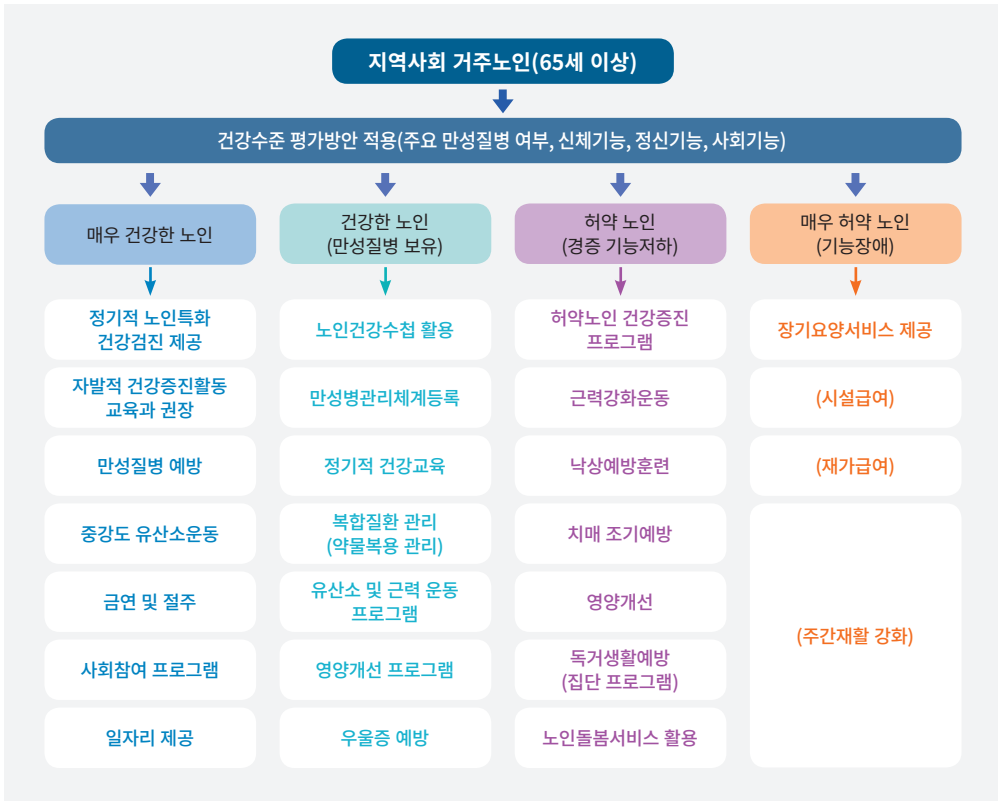 지역사회 거주노인(65세 이상)
건강수준 평가방안 적용(주요 만성질병 여부, 신체기능, 정신기능, 사회기능)
매우 건강한 노인
정기적 노인특화
건강검진 제공
자발적 건강증진활동
교육과 권장
만성질병 예방
중강도 유산소운동
금연 및 절주
사회참여 프로그램
일자리 제공
건강한 노인
(만성질병 보유)
노인건강수첩 활용
만성병관리체계등록
정기적 건강교육
복합질환 관리
(약물복용 관리)
유산소 및 근력 운동
프로그램
영양개선 프로그램
우울증 예방
허약 노인
(경증 기능저하)
허약노인 건강증진
프로그램
근력강화운동
낙상예방훈련
치매 조기예방
영양개선
독거생활예방
(집단 프로그램)
노인돌봄서비스 활용
매우 허약 노인
(기능장애)
장기요양서비스 제공
(시설급여)
(재가급여)
(주간재활 강화)